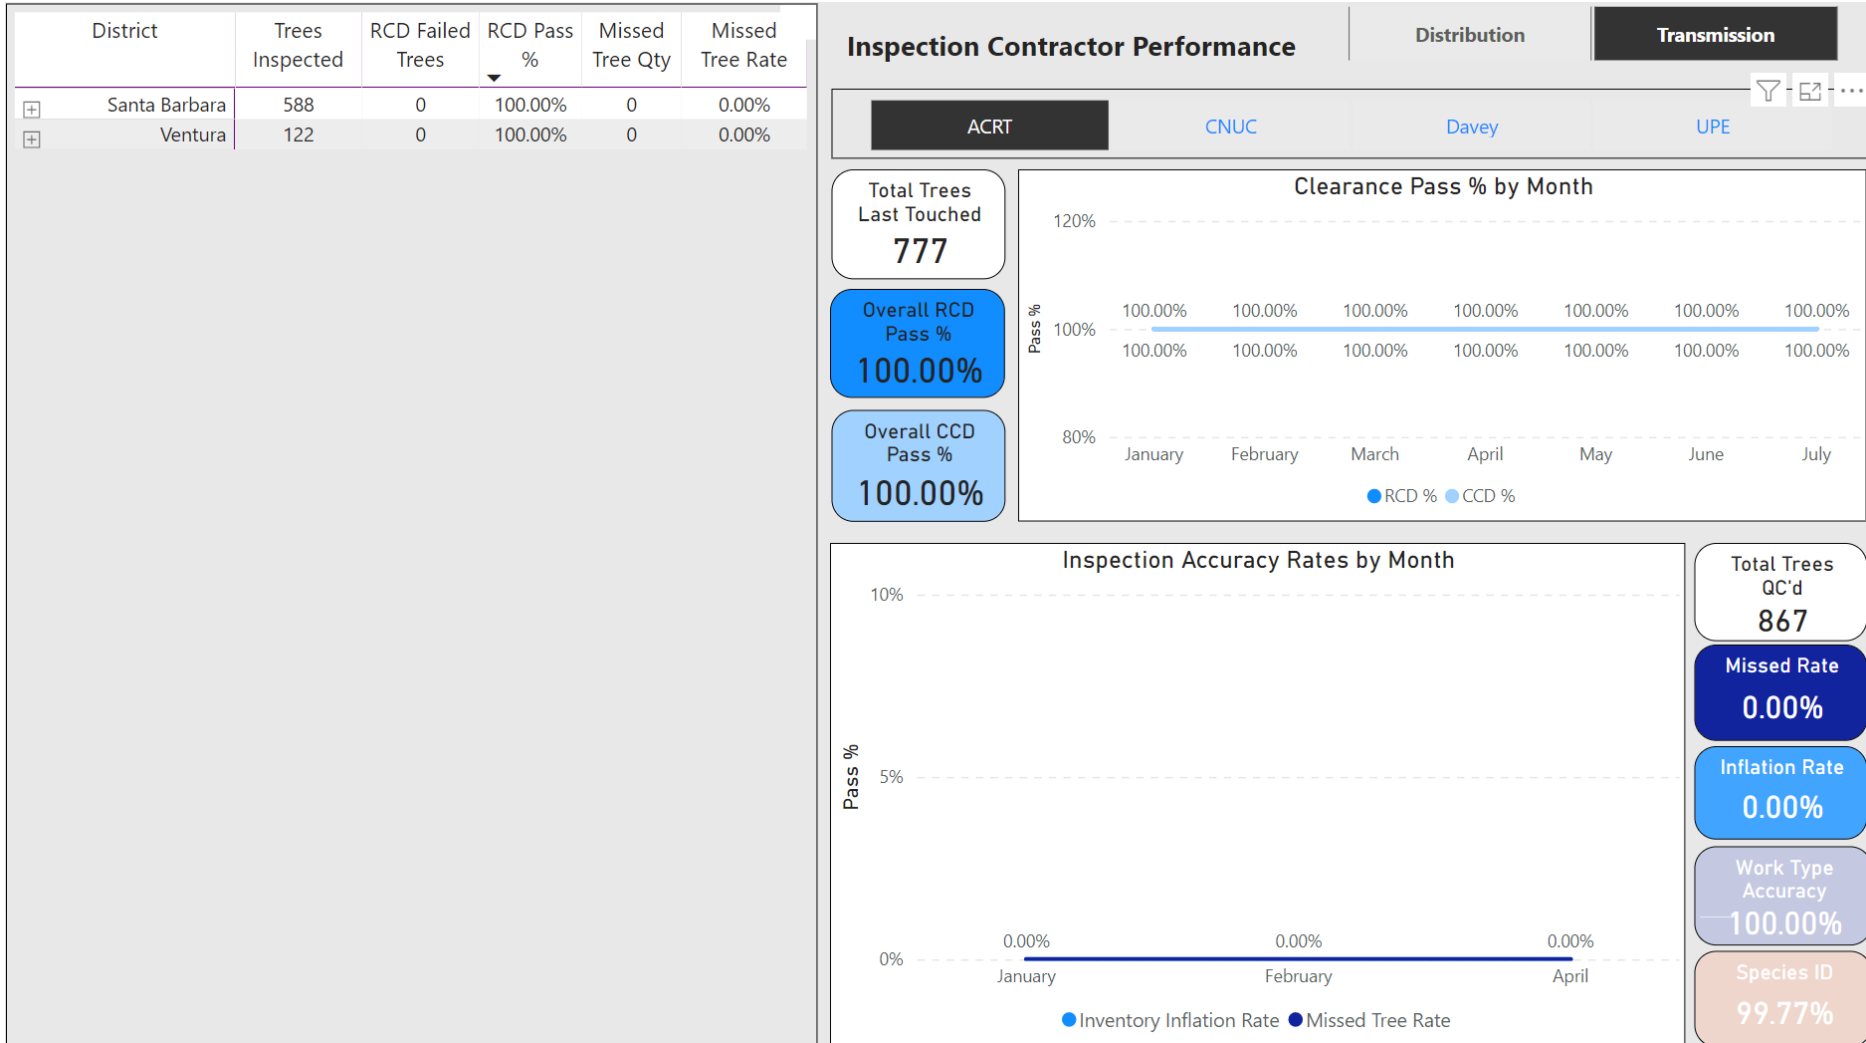 District Trees Inspected RCD Failed Trees RCD Pass % Missed Tree Qty Missed Tree Rate
Santa Barbara 588 0 100.00% 0 0.00%
Ventura 122 0 100.00% 0 0.00%
Inspection Contractor Performance
Distribution Transmission
ACRT CNUC Davey UPE
Total Trees
Last Touched
777
Overall RCD
Pass %
100.00%
Overall CCD
Pass %
100.00%
Clearance Pass % by Month
Pass %
120%
100%
80%
100.00% 100.00% 100.00% 100.00% 100.00% 100.00% 100.00%
100.00% 100.00% 100.00% 100.00% 100.00% 100.00% 100.00%
January February March April May June July
RCD % CCD %
Inspection Accuracy Rates by Month
Pass %
10%
5%
0%
0.00% 0.00% 0.00%
January February April
Inventory Inflation Rate Missed Tree Rate
Total Trees
QC'd
867
Missed Rate
0.00%
Inflation Rate
0.00%
Work Type
Accuracy
100.00%
Species ID
99.77%